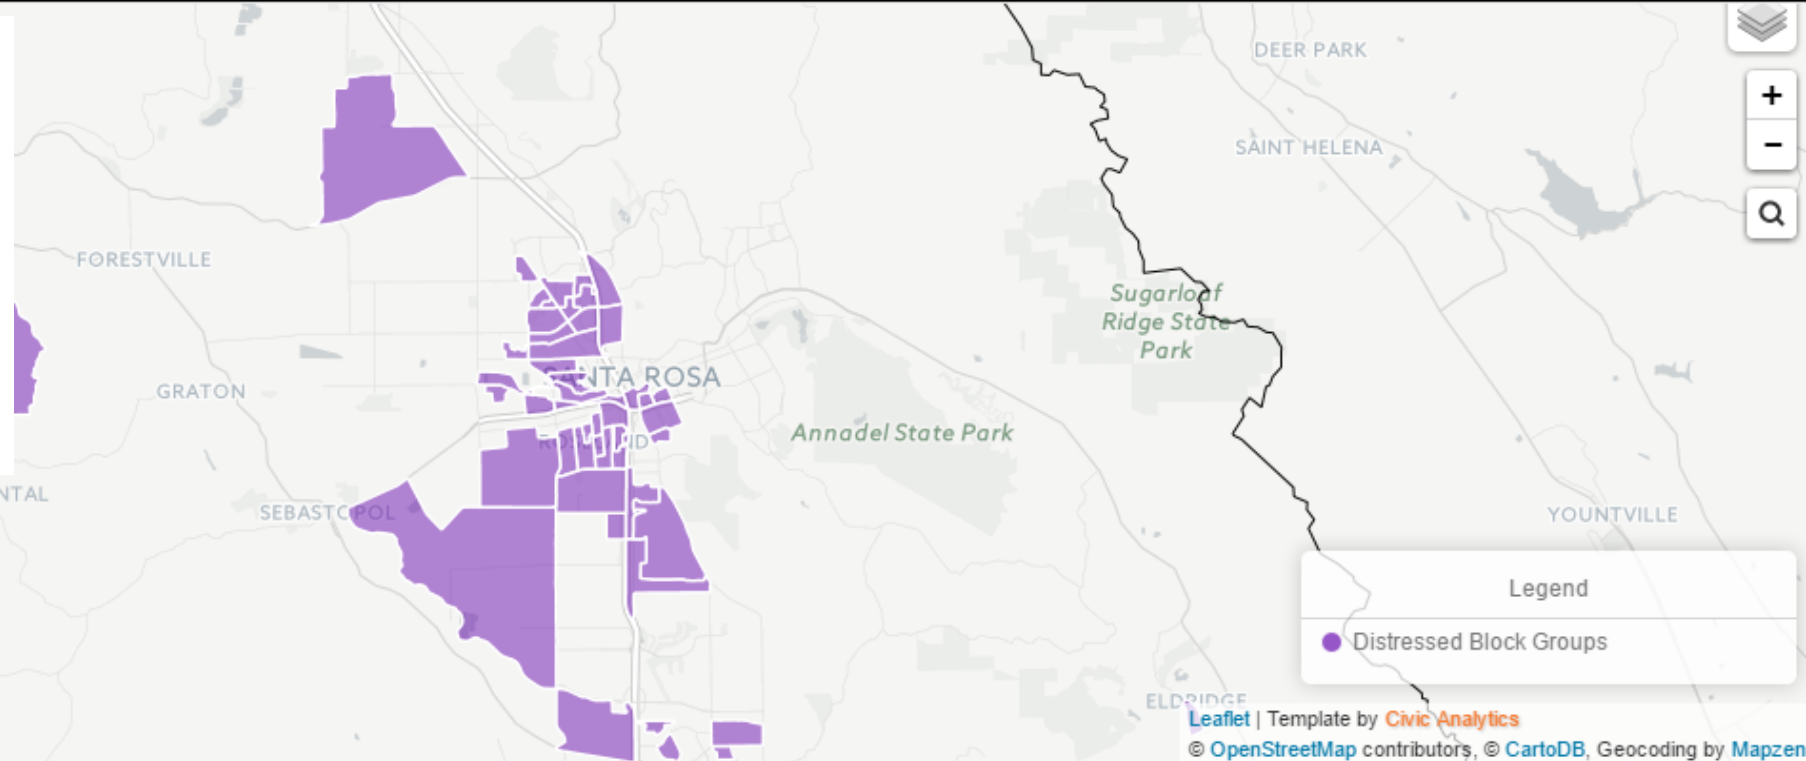 DEER PARK
+
SAINT HELENA
-
FORESTVILLE
Sugarloaf
Ridge State
Park
SANTA ROSA
GRATON
Annadel State Park
ROSELAND
NTAL
SEBASTOPOL
YOUNTVILLE
Legend
Distressed Block Groups
ELDRIDGE
Leaflet | Template by Civic Analytics
© OpenStreetMap contributors, © CartoDB, Geocoding by Mapzen